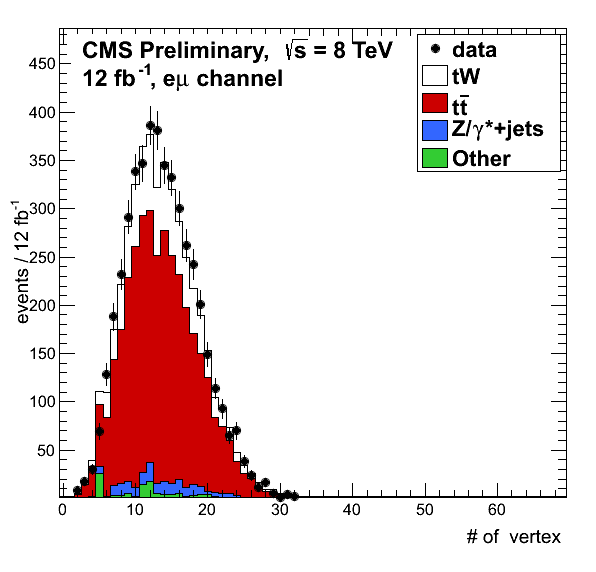 CMS Preliminary, √s = 8 TeV
12 fb⁻¹, eμ channel
data
tW
tt̄
Z/γ*+jets
Other
events / 12 fb⁻¹
450
400
350
300
250
200
150
100
50
0 10 20 30 40 50 60
# of vertex